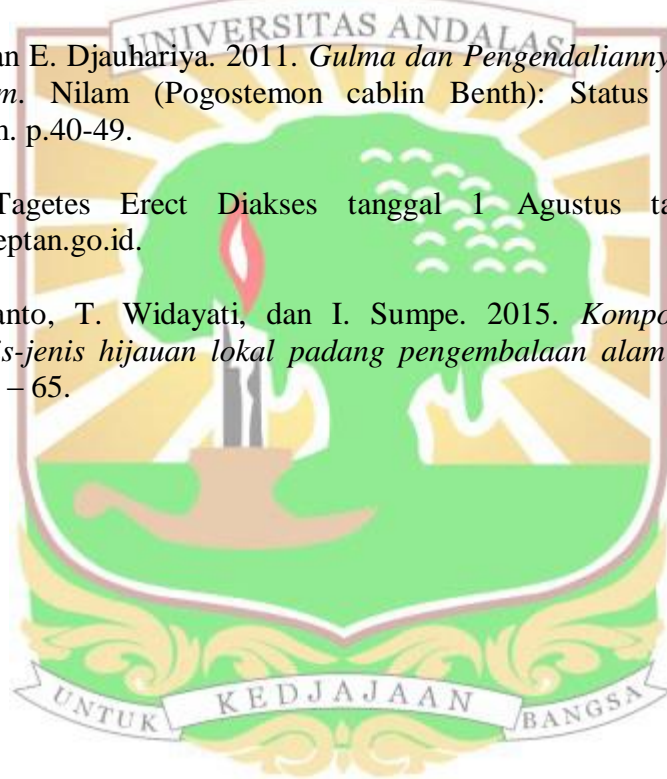 UNIVERSITAS ANDALAS
an E. Djauhariya. 2011. Gulma dan Pengendalianny
m. Nilam (Pogostemon cablin Benth): Status
n. p.40-49.
Tagetes Erect Diakses tanggal 1 Agustus ta
eptan.go.id.
anto, T. Widayati, dan I. Sumpe. 2015. Kompo
is-jenis hijauan lokal padang pengembalaan alam
– 65.
UNTUK KEDJAJAAN BANGSA